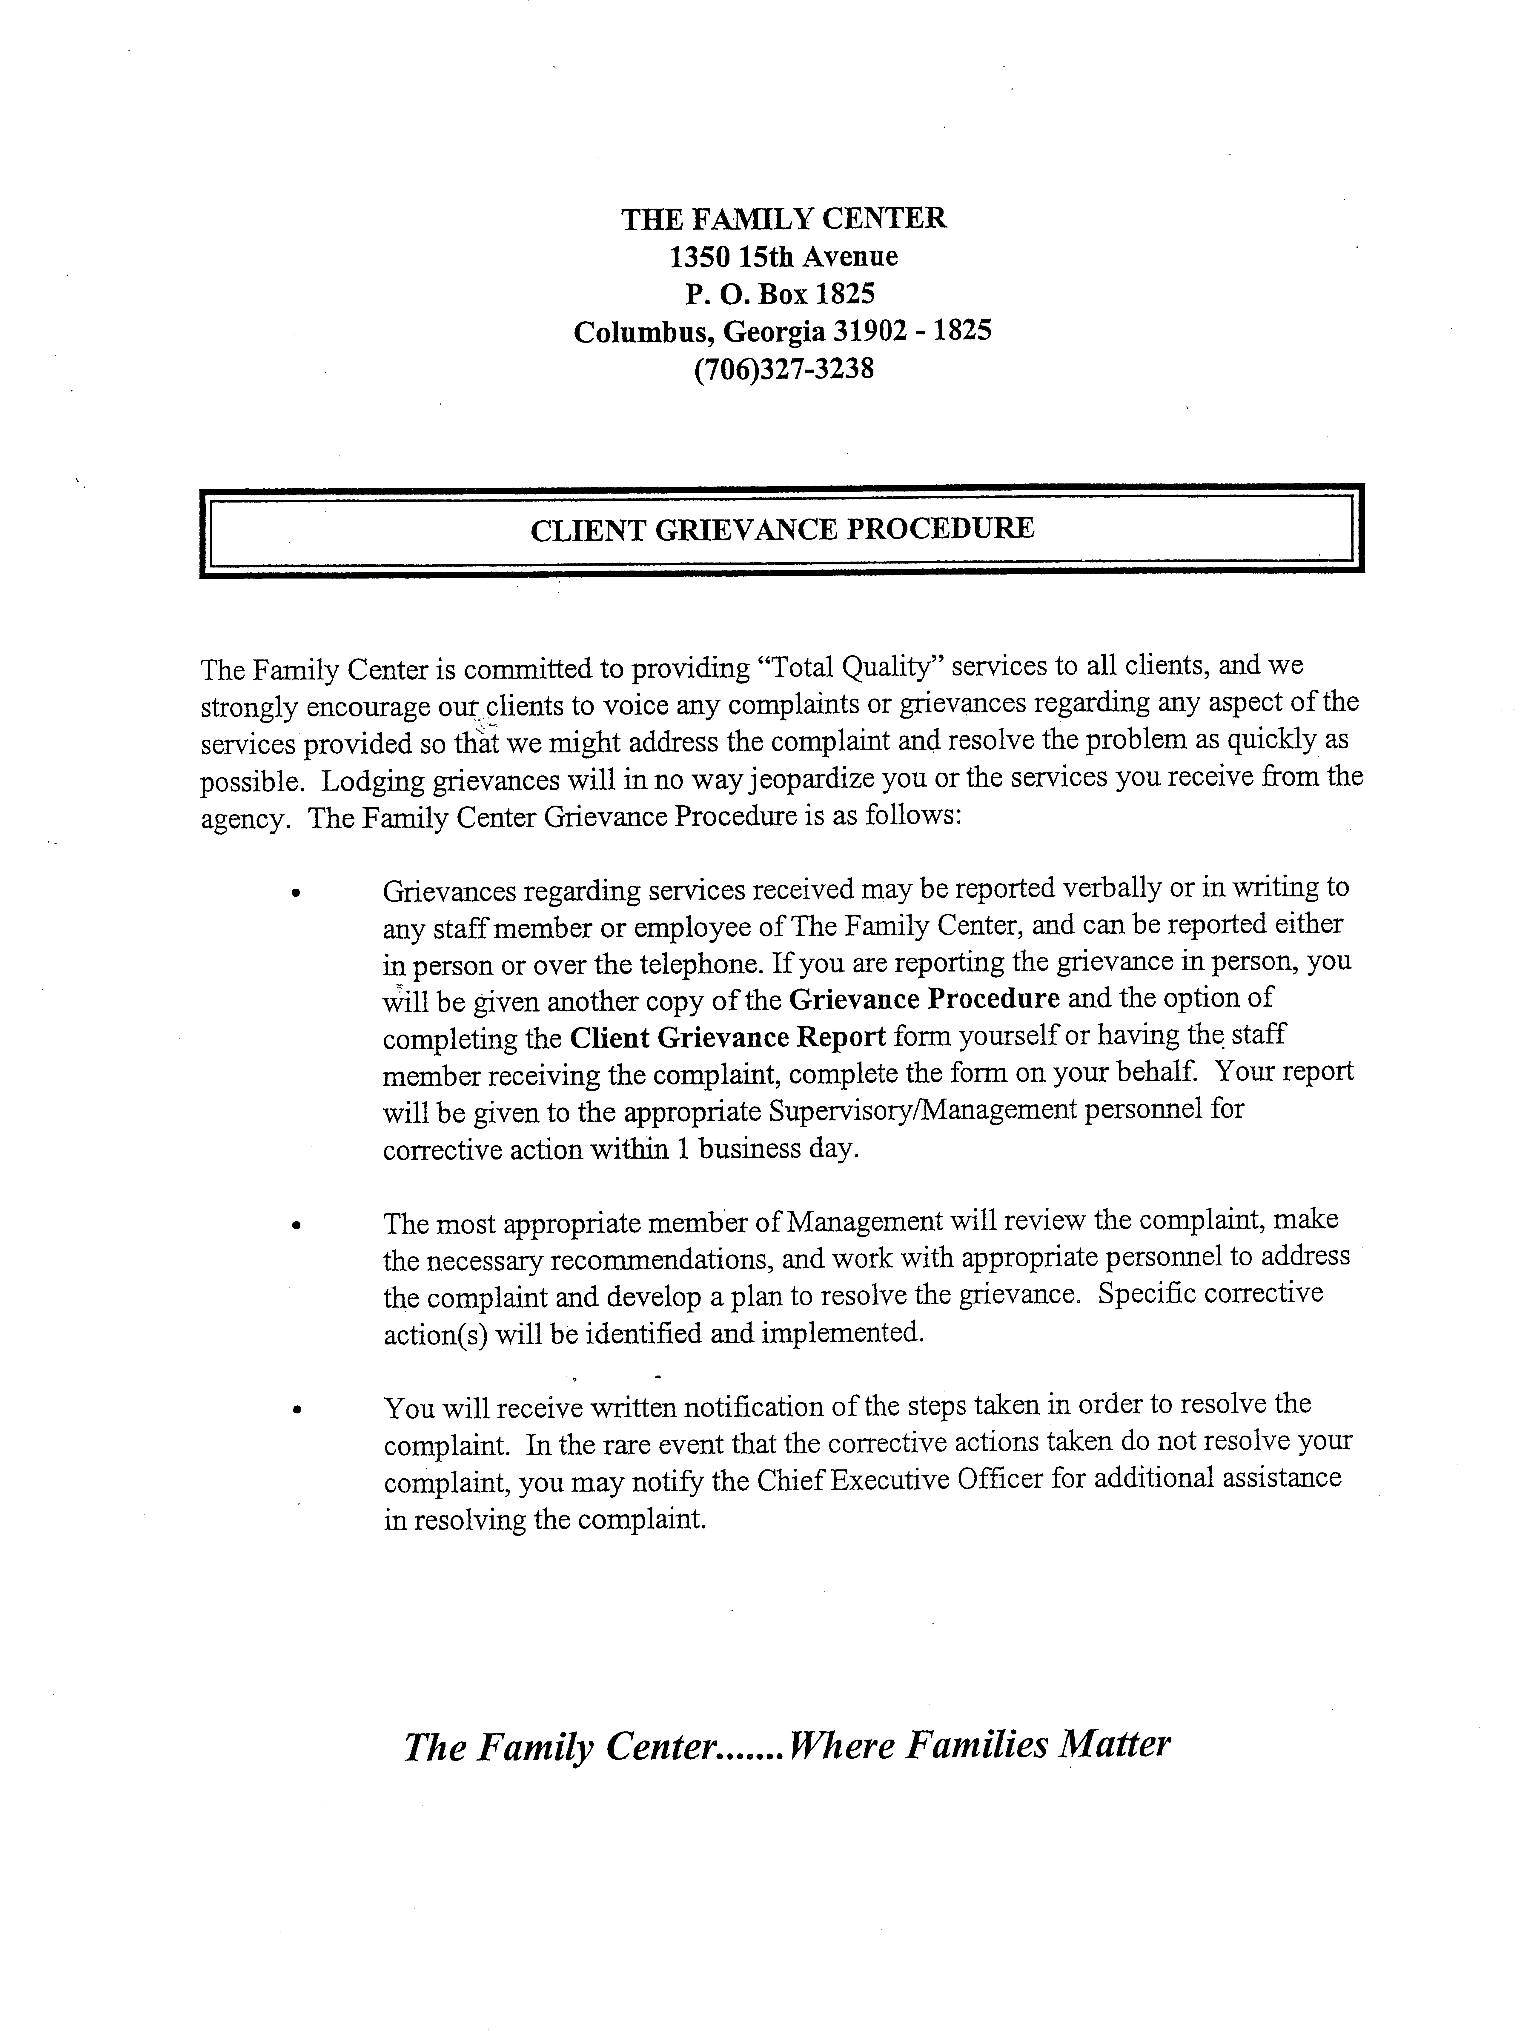 THE FAMILY CENTER
1350 15th Avenue
P. O. Box 1825
Columbus, Georgia 31902 - 1825
(706)327-3238
CLIENT GRIEVANCE PROCEDURE
The Family Center is committed to providing “Total Quality” services to all clients, and we
strongly encourage our clients to voice any complaints or grievances regarding any aspect of the
services provided so that we might address the complaint and resolve the problem as quickly as
possible. Lodging grievances will in no way jeopardize you or the services you receive from the
agency. The Family Center Grievance Procedure is as follows:
• Grievances regarding services received may be reported verbally or in writing to
any staff member or employee of The Family Center, and can be reported either
in person or over the telephone. If you are reporting the grievance in person, you
will be given another copy of the Grievance Procedure and the option of
completing the Client Grievance Report form yourself or having the staff
member receiving the complaint, complete the form on your behalf. Your report
will be given to the appropriate Supervisory/Management personnel for
corrective action within 1 business day.
• The most appropriate member of Management will review the complaint, make
the necessary recommendations, and work with appropriate personnel to address
the complaint and develop a plan to resolve the grievance. Specific corrective
action(s) will be identified and implemented.
• You will receive written notification of the steps taken in order to resolve the
complaint. In the rare event that the corrective actions taken do not resolve your
complaint, you may notify the Chief Executive Officer for additional assistance
in resolving the complaint.
The Family Center.......Where Families Matter